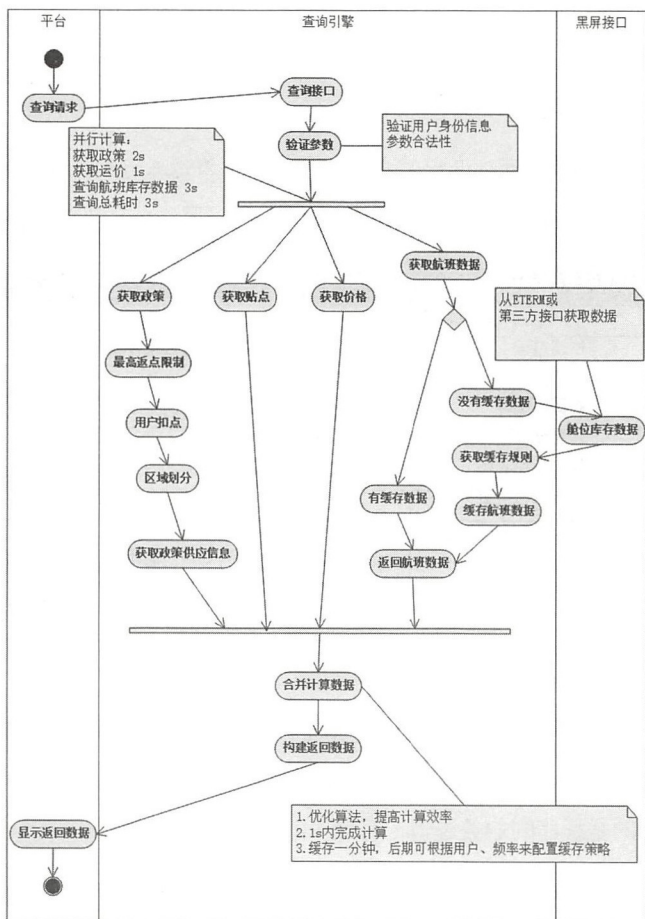 平台
查询引擎
黑屏接口
查询请求
查询接口
验证参数
验证用户身份信息
参数合法性
并行计算:
获取政策 2s
获取运价 1s
查询航班库存数据 3s
查询总耗时 3s
获取航班数据
获取政策
获取贴点
获取价格
从ETERM或
第三方接口获取数据
最高返点限制
没有缓存数据
用户扣点
舱位库存数据
获取缓存规则
区域划分
有缓存数据
缓存航班数据
获取政策供应信息
返回航班数据
合并计算数据
构建返回数据
显示返回数据
1.优化算法，提高计算效率
2.1s内完成计算
3.缓存一分钟，后期可根据用户、频率来配置缓存策略